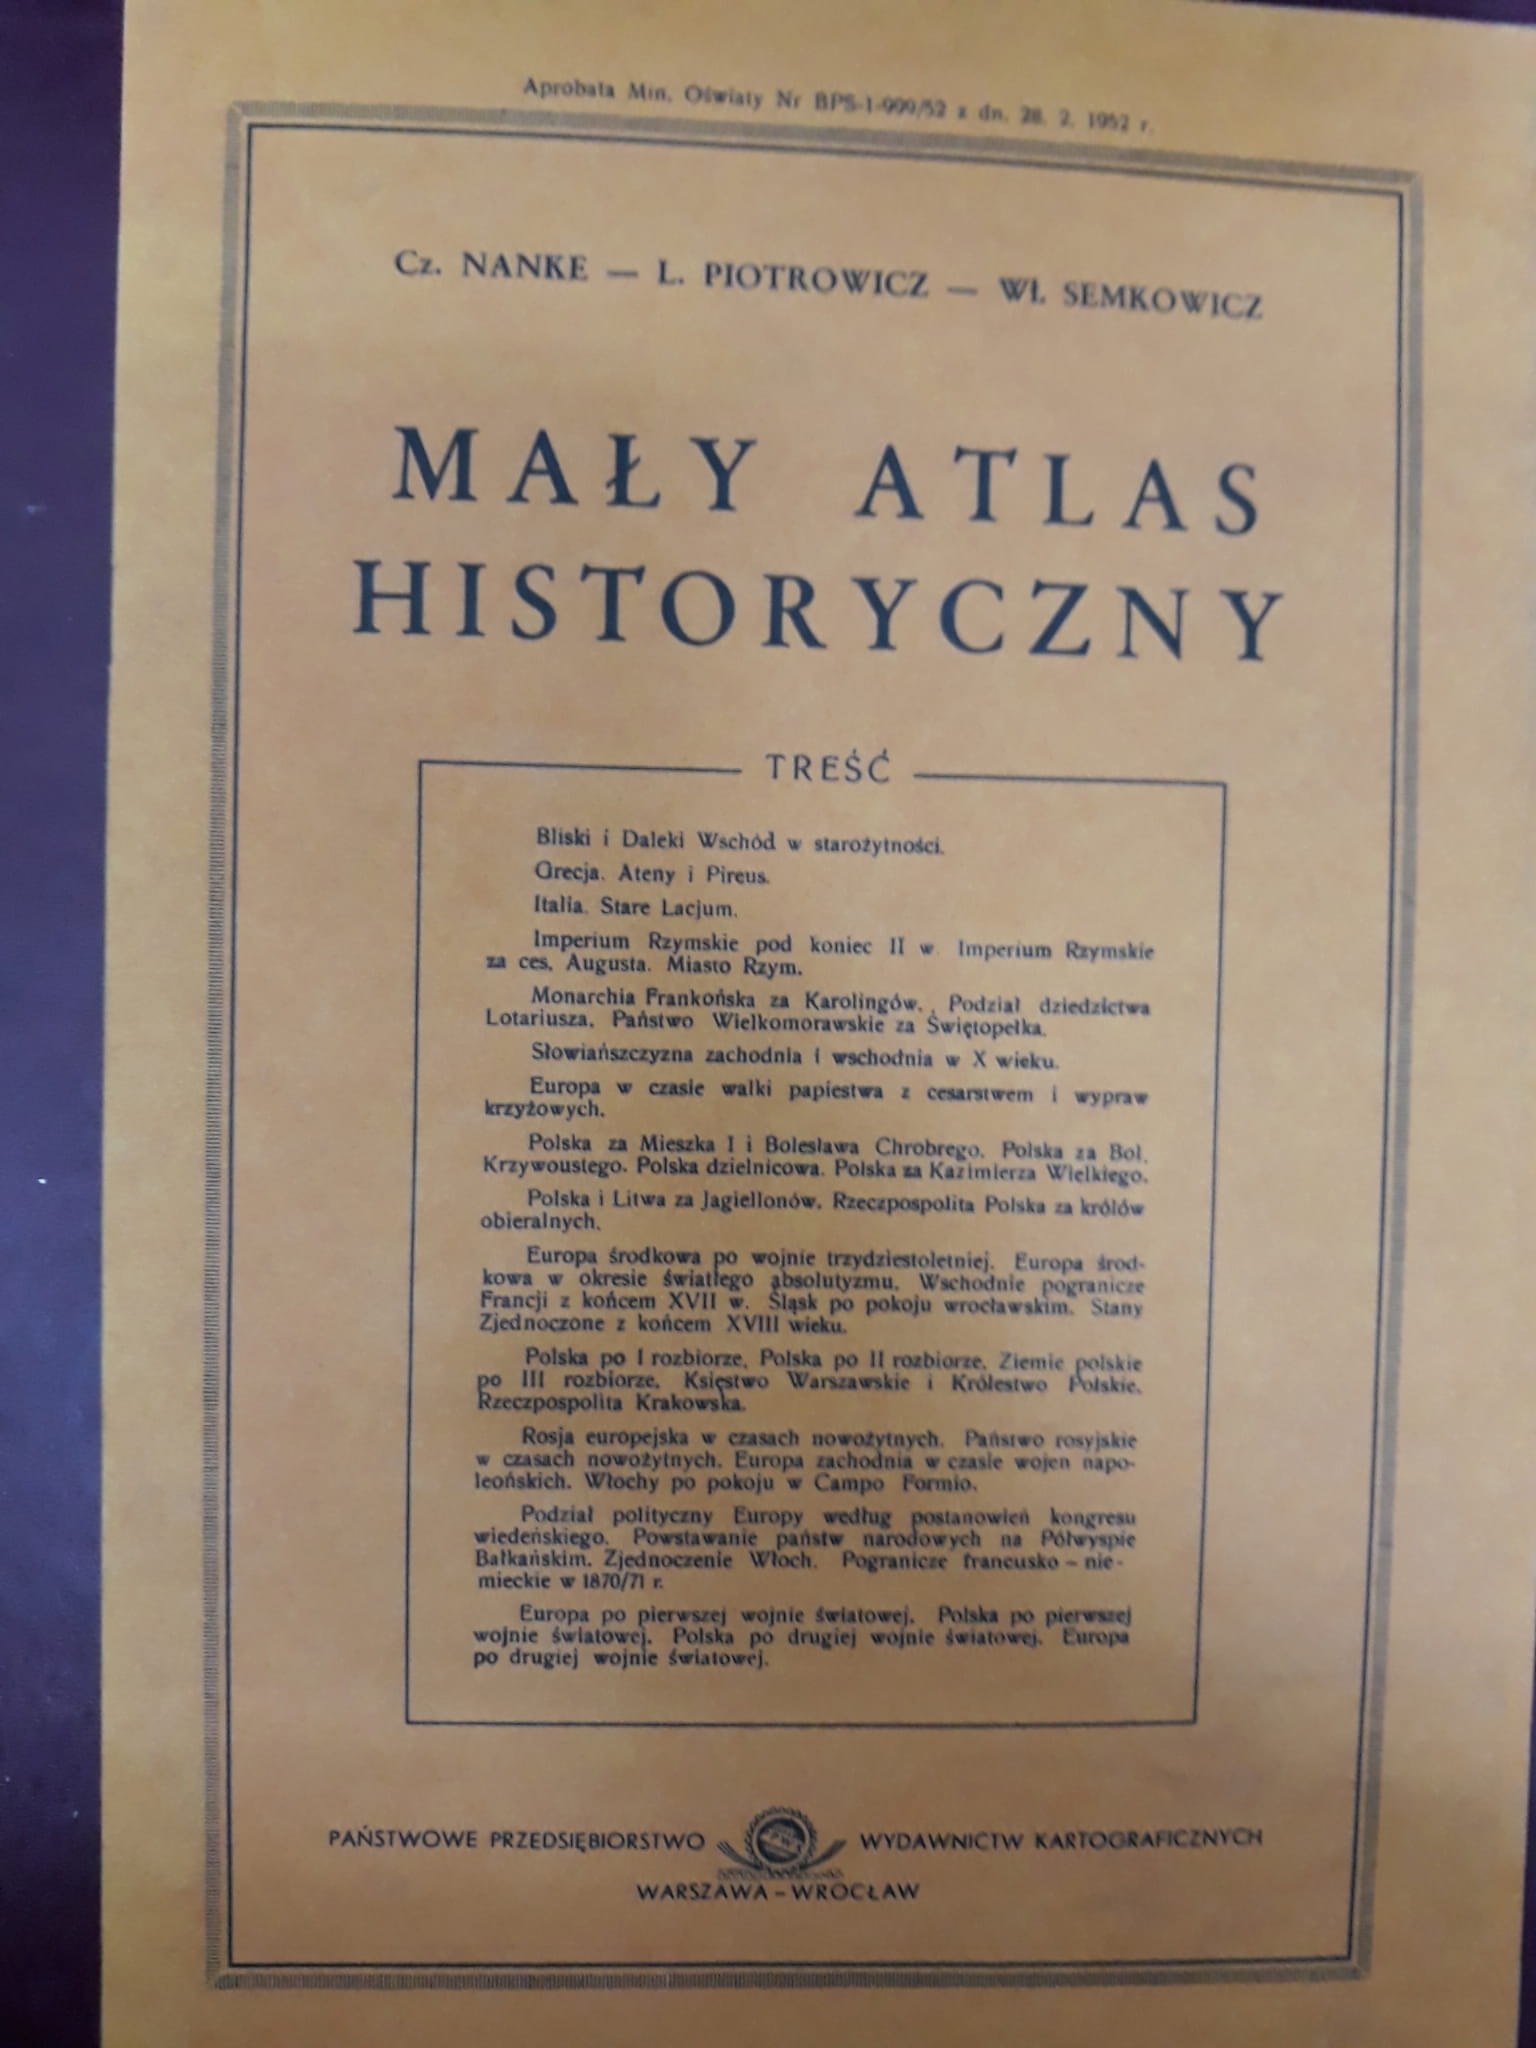 Aprobata Min. Oświaty Nr BPS-1-999/52 z dn. 28. 2. 1952 r.
Cz. NANKE — L. PIOTROWICZ — Wł. SEMKOWICZ
MAŁY ATLAS
HISTORYCZNY
TREŚĆ
Bliski i Daleki Wschód w starożytności.
Grecja. Ateny i Pireus.
Italia. Stare Lacjum.
Imperium Rzymskie pod koniec II w. Imperium Rzymskie
za ces. Augusta. Miasto Rzym.
Monarchia Frankońska za Karolingów. Podział dziedzictwa
Lotariusza. Państwo Wielkomorawskie za Świętopełka.
Słowiańszczyzna zachodnia i wschodnia w X wieku.
Europa w czasie walki papiestwa z cesarstwem i wypraw
krzyżowych.
Polska za Mieszka I i Bolesława Chrobrego. Polska za Bol.
Krzywoustego. Polska dzielnicowa. Polska za Kazimierza Wielkiego.
Polska i Litwa za Jagiellonów. Rzeczpospolita Polska za królów
obieralnych.
Europa środkowa po wojnie trzydziestoletniej. Europa środ-
kowa w okresie światłego absolutyzmu. Wschodnie pogranicze
Francji z końcem XVII w. Śląsk po pokoju wrocławskim. Stany
Zjednoczone z końcem XVIII wieku.
Polska po I rozbiorze. Polska po II rozbiorze. Ziemie polskie
po III rozbiorze. Księstwo Warszawskie i Królestwo Polskie.
Rzeczpospolita Krakowska.
Rosja europejska w czasach nowożytnych. Państwo rosyjskie
w czasach nowożytnych. Europa zachodnia w czasie wojen napo-
leońskich. Włochy po pokoju w Campo Formio.
Podział polityczny Europy według postanowień kongresu
wiedeńskiego. Powstawanie państw narodowych na Półwyspie
Bałkańskim. Zjednoczenie Włoch. Pogranicze francusko - nie-
mieckie w 1870/71 r.
Europa po pierwszej wojnie światowej. Polska po pierwszej
wojnie światowej. Polska po drugiej wojnie światowej. Europa
po drugiej wojnie światowej.
PAŃSTWOWE PRZEDSIĘBIORSTWO WYDAWNICTW KARTOGRAFICZNYCH
WARSZAWA - WROCŁAW